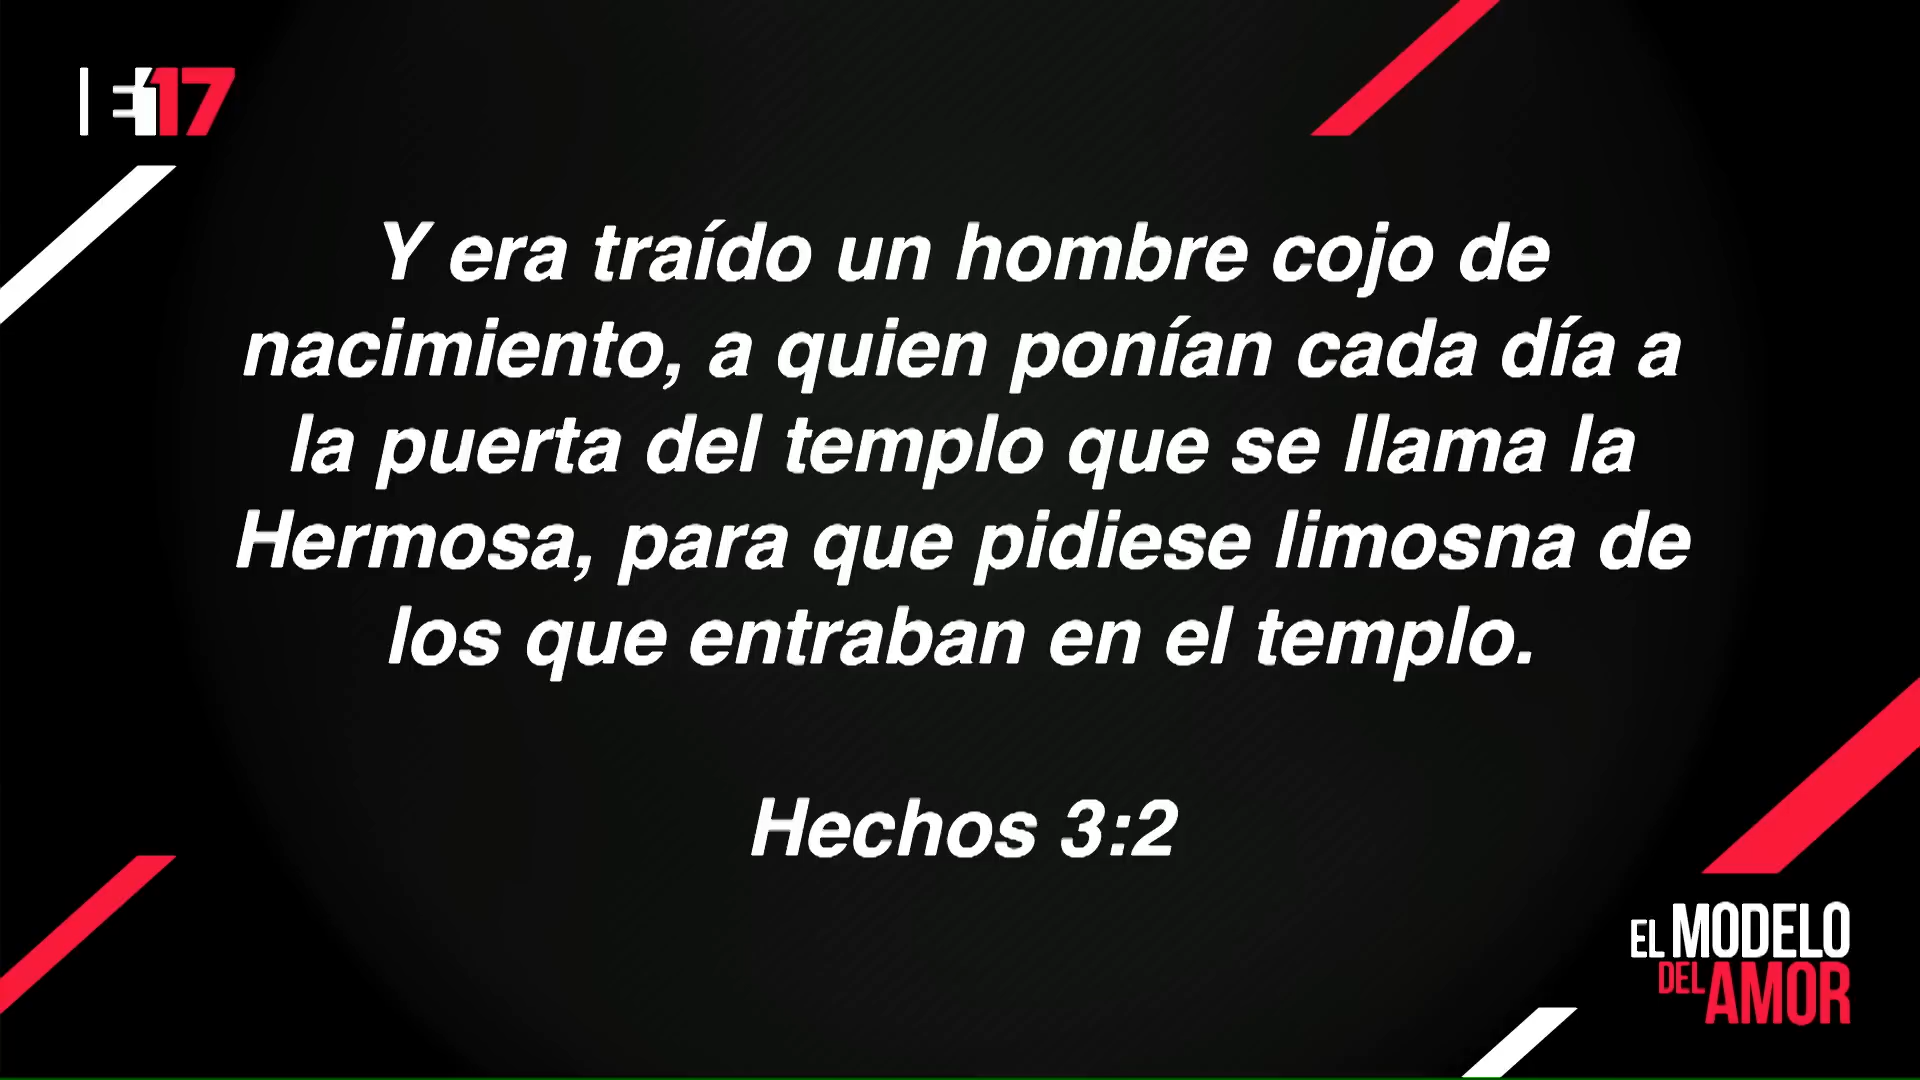 17
Y era traído un hombre cojo de
nacimiento, a quien ponían cada día a
la puerta del templo que se llama la
Hermosa, para que pidiese limosna de
los que entraban en el templo.
Hechos 3:2
EL MODELO
DEL AMOR